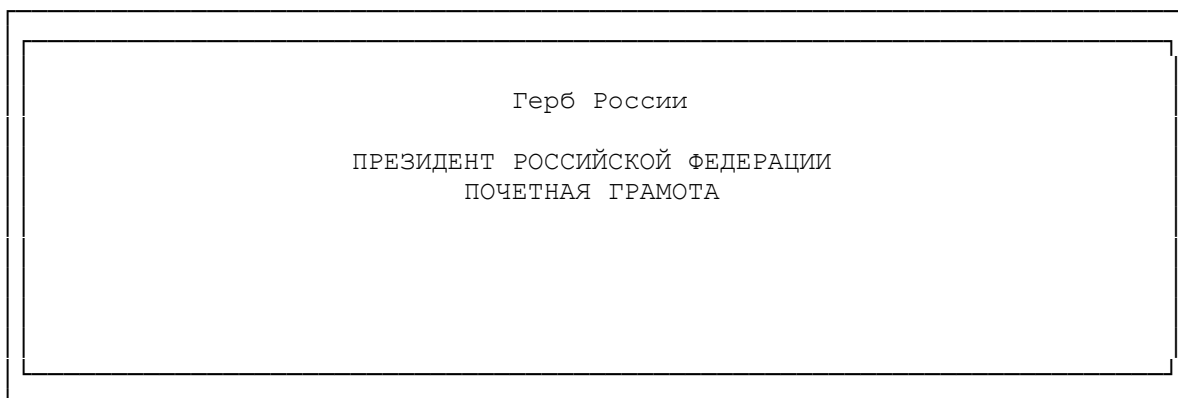 Герб России
ПРЕЗИДЕНТ РОССИЙСКОЙ ФЕДЕРАЦИИ
ПОЧЕТНАЯ ГРАМОТА